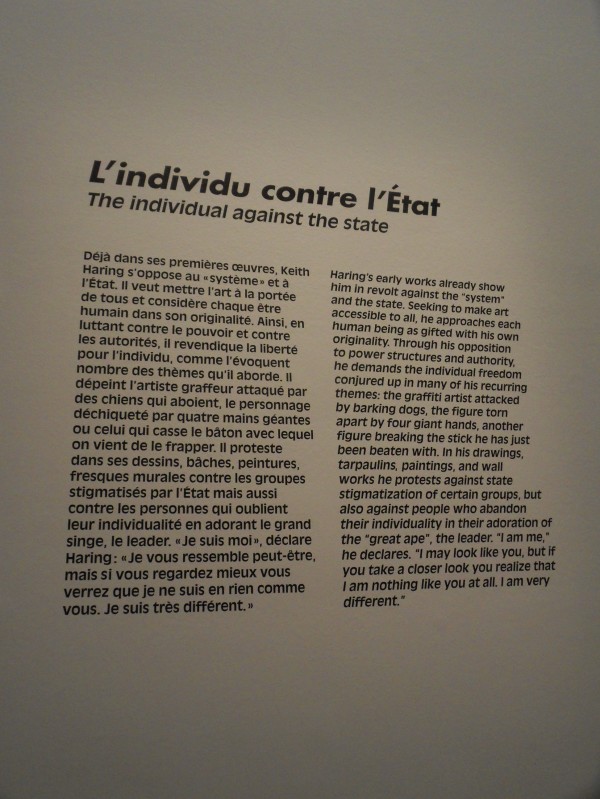 L'individu contre l'État
The individual against the state
Déjà dans ses premières œuvres, Keith
Haring s'oppose au «système» et à
l'État. Il veut mettre l'art à la portée
de tous et considère chaque être
humain dans son originalité. Ainsi, en
luttant contre le pouvoir et contre
les autorités, il revendique la liberté
pour l'individu, comme l'évoquent
nombre des thèmes qu'il aborde. Il
dépeint l'artiste graffeur attaqué par
des chiens qui aboient, le personnage
déchiqueté par quatre mains géantes
ou celui qui casse le bâton avec lequel
on vient de le frapper. Il proteste
dans ses dessins, bâches, peintures,
fresques murales contre les groupes
stigmatisés par l'État mais aussi
contre les personnes qui oublient
leur individualité en adorant le grand
singe, le leader. «Je suis moi», déclare
Haring: «Je vous ressemble peut-être,
mais si vous regardez mieux vous
verrez que je ne suis en rien comme
vous. Je suis très différent.»
Haring's early works already show
him in revolt against the "system"
and the state. Seeking to make art
accessible to all, he approaches each
human being as gifted with his own
originality. Through his opposition
to power structures and authority,
he demands the individual freedom
conjured up in many of his recurring
themes: the graffiti artist attacked
by barking dogs, the figure torn
apart by four giant hands, another
figure breaking the stick he has just
been beaten with. In his drawings,
tarpaulins, paintings, and wall
works he protests against state
stigmatization of certain groups, but
also against people who abandon
their individuality in their adoration of
the "great ape", the leader. "I am me,"
he declares. "I may look like you, but if
you take a closer look you realize that
I am nothing like you at all. I am very
different."